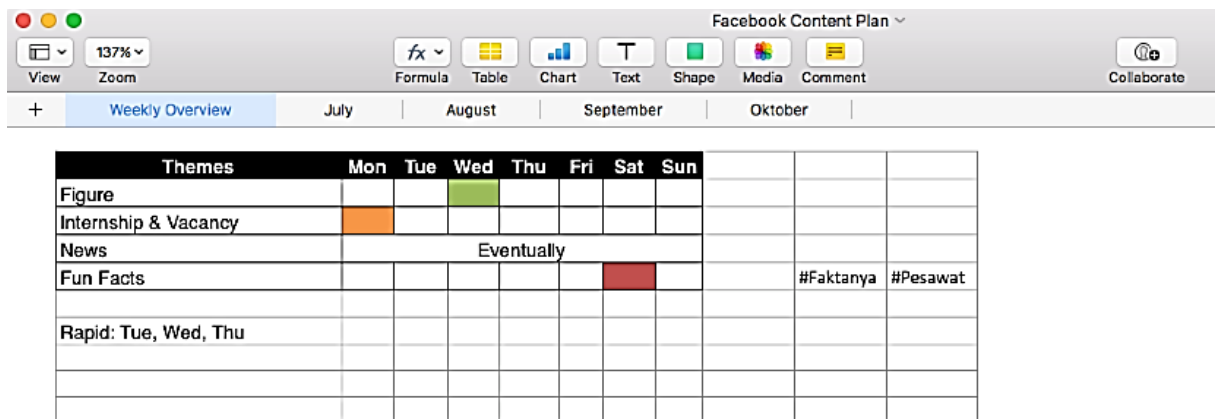 Facebook Content Plan
137%
View Zoom Formula Table Chart Text Shape Media Comment Collaborate
+ Weekly Overview July August September Oktober
Themes Mon Tue Wed Thu Fri Sat Sun
Figure
Internship & Vacancy
News Eventually
Fun Facts #Faktanya #Pesawat
Rapid: Tue, Wed, Thu